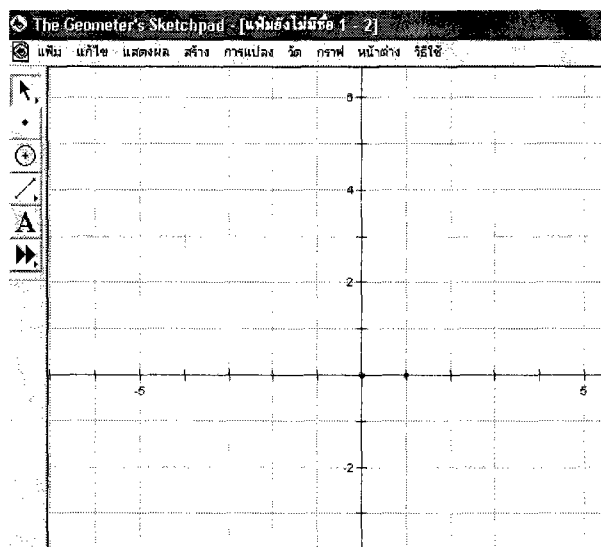 The Geometer's Sketchpad - [แฟ้มยังไม่มีชื่อ 1 - 2]
แฟ้ม แก้ไข แสดงผล สร้าง การแปลง วัด กราฟ หน้าต่าง วิธีใช้
A
6
4
2
-5 5
-2